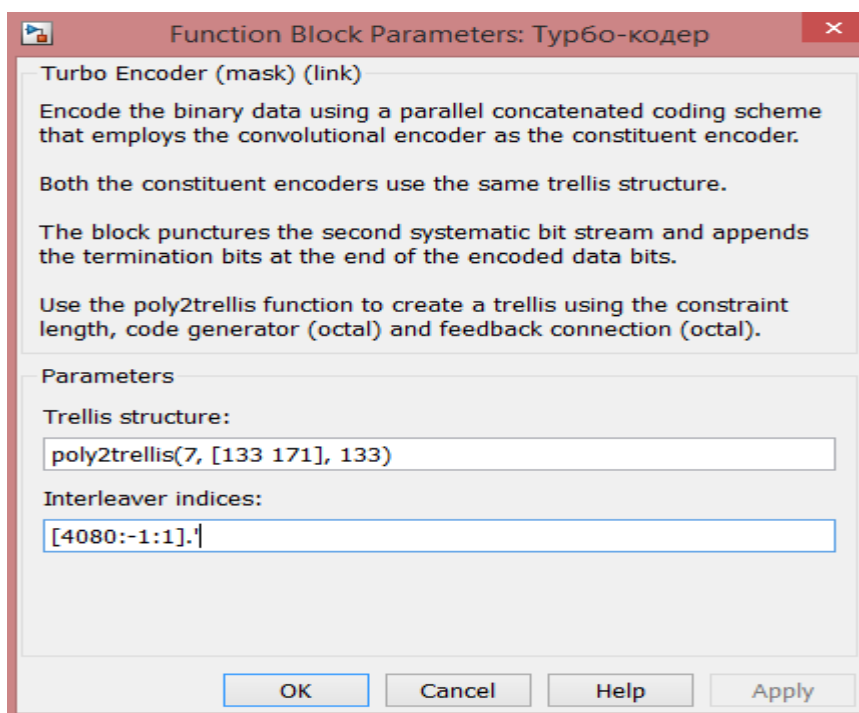 Function Block Parameters: Турбо-кодер
Turbo Encoder (mask) (link)
Encode the binary data using a parallel concatenated coding scheme
that employs the convolutional encoder as the constituent encoder.
Both the constituent encoders use the same trellis structure.
The block punctures the second systematic bit stream and appends
the termination bits at the end of the encoded data bits.
Use the poly2trellis function to create a trellis using the constraint
length, code generator (octal) and feedback connection (octal).
Parameters
Trellis structure:
poly2trellis(7, [133 171], 133)
Interleaver indices:
[4080:-1:1].'
OK Cancel Help Apply